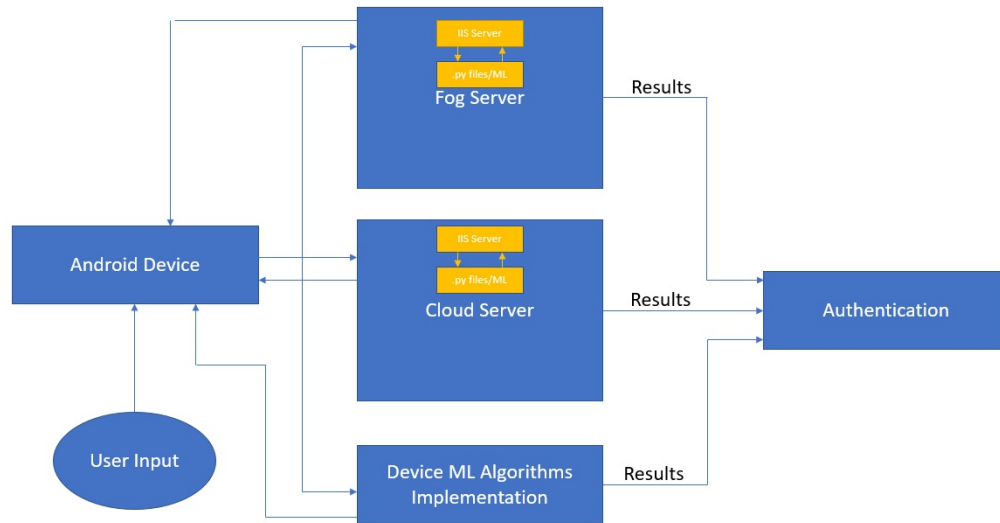 IIS Server
.py files/ML
Fog Server
Results
Android Device
IIS Server
.py files/ML
Cloud Server
Results
Authentication
User Input
Device ML Algorithms
Implementation
Results